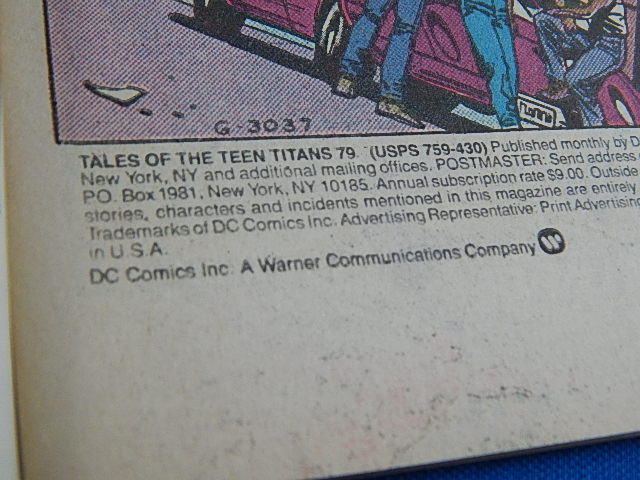 G-3037
TALES OF THE TEEN TITANS 79. (USPS 759-430) Published monthly by D
New York, NY and additional mailing offices. POSTMASTER: Send address
P.O. Box 1981, New York, NY 10185. Annual subscription rate $9.00. Outside
stories, characters and incidents mentioned in this magazine are entirely
Trademarks of DC Comics Inc. Advertising Representative: Print Advertising
in U.S.A.
DC Comics Inc. A Warner Communications Company